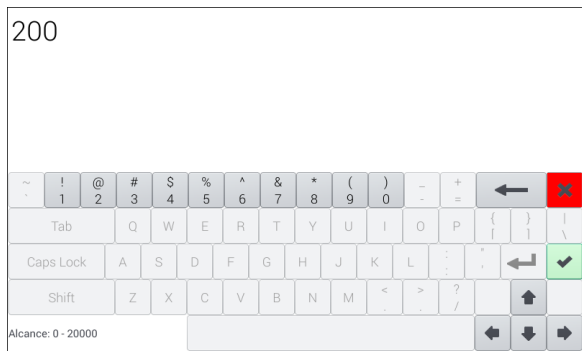 200
~ ! @ # $ % ^ & * ( ) _ +
` 1 2 3 4 5 6 7 8 9 0 - =
Tab Q W E R T Y U I O P { } |
[ ] \
Caps Lock A S D F G H J K L : "
; '
Shift Z X C V B N M < > ?
, . /
Alcance: 0 - 20000